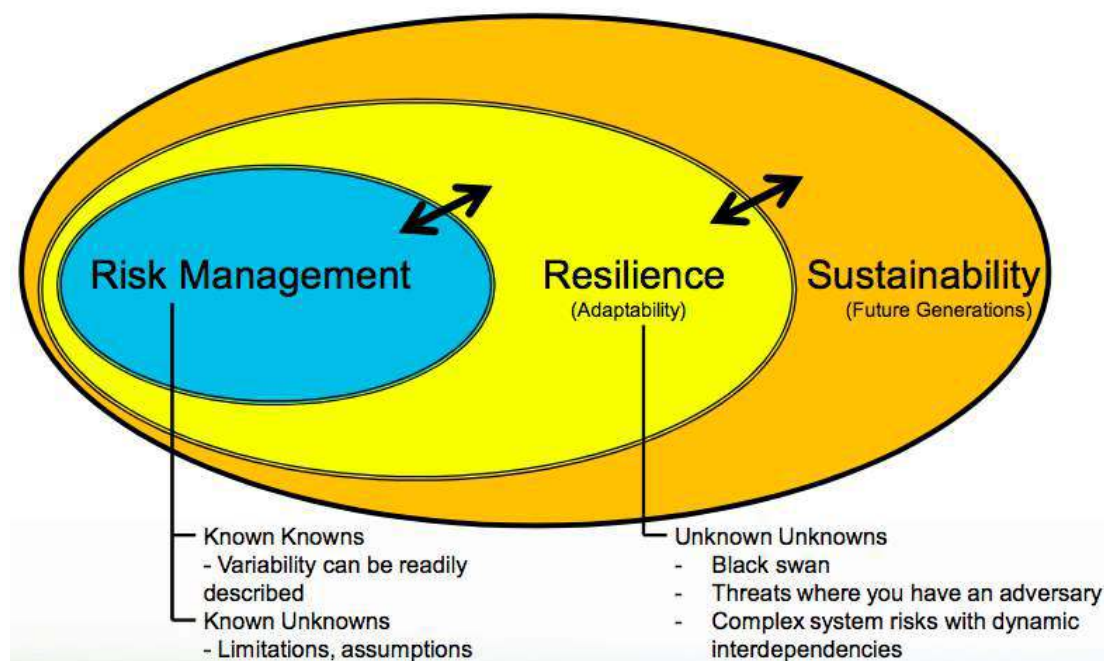 Risk Management
Resilience
(Adaptability)
Sustainability
(Future Generations)
Known Knowns
- Variability can be readily
described
Known Unknowns
- Limitations, assumptions
Unknown Unknowns
- Black swan
- Threats where you have an adversary
- Complex system risks with dynamic
interdependencies